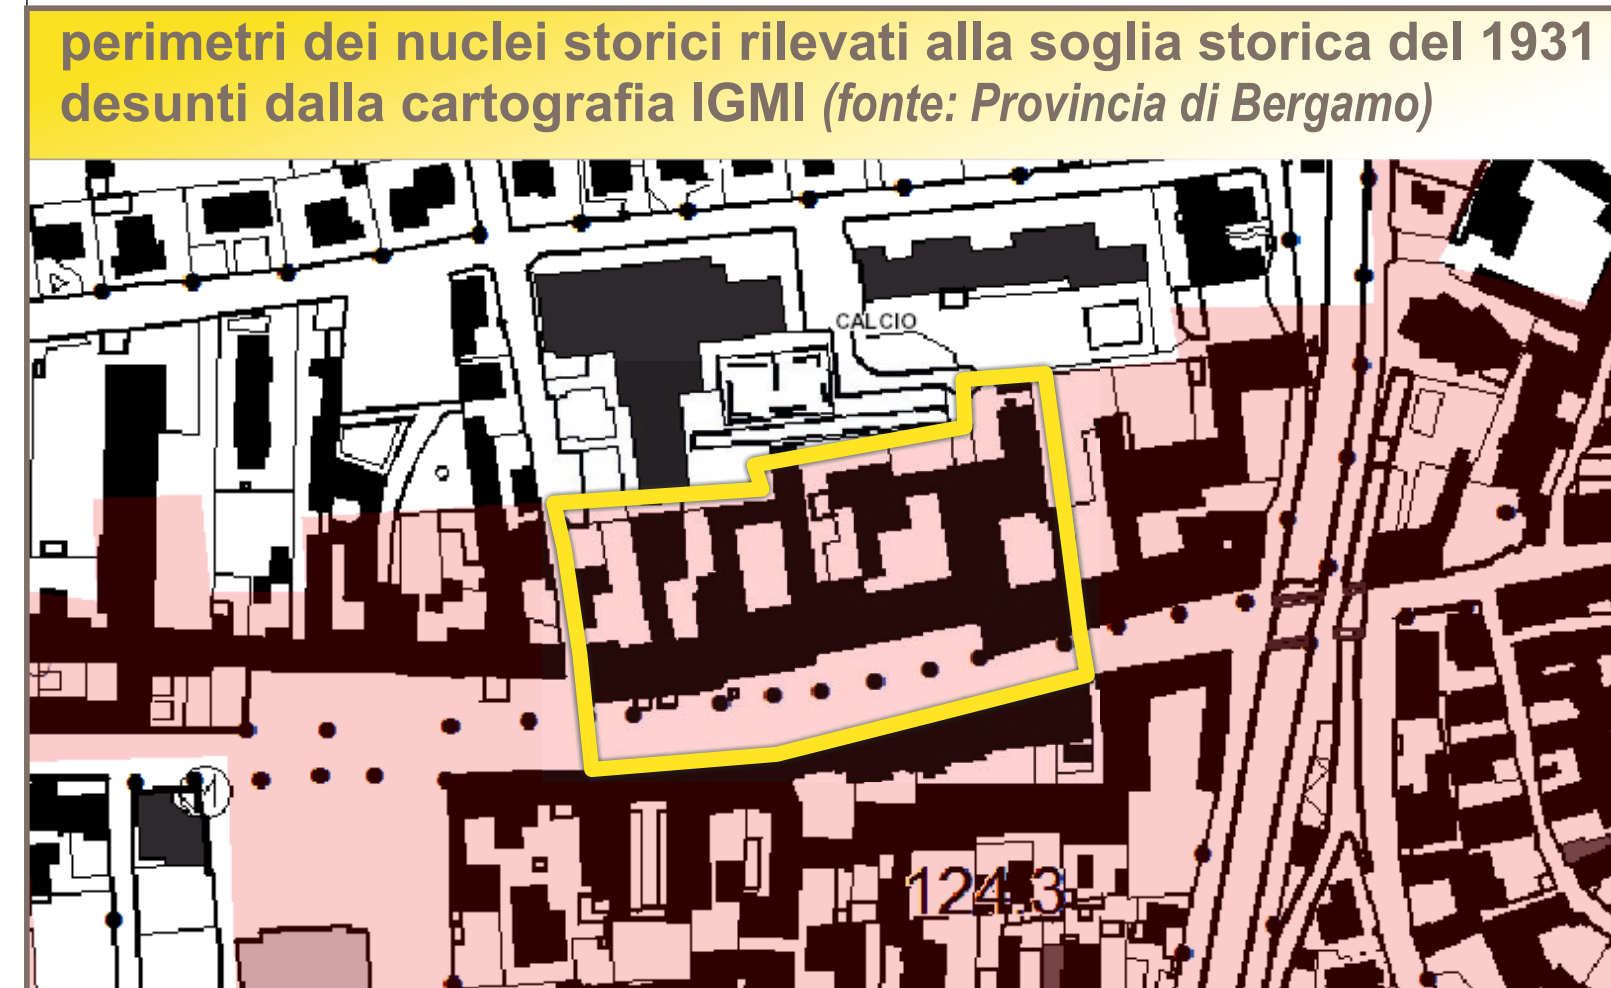 perimetri dei nuclei storici rilevati alla soglia storica del 1931
desunti dalla cartografia IGMI (fonte: Provincia di Bergamo)
CALCIO
124.3